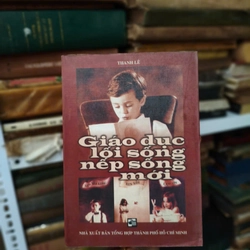 THANH LÊ
Giáo dục
lối sống
nếp sống
mới
NHÀ XUẤT BẢN TỔNG HỢP THÀNH PHỐ HỒ CHÍ MINH